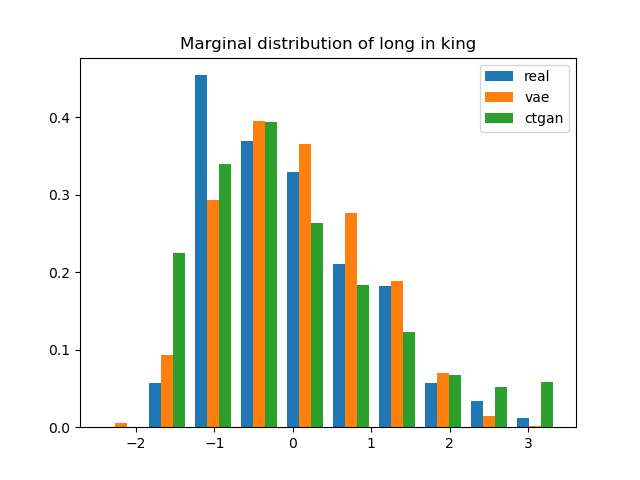 Marginal distribution of long in king
real
vae
ctgan
0.4
0.3
0.2
0.1
0.0
−2 −1 0 1 2 3